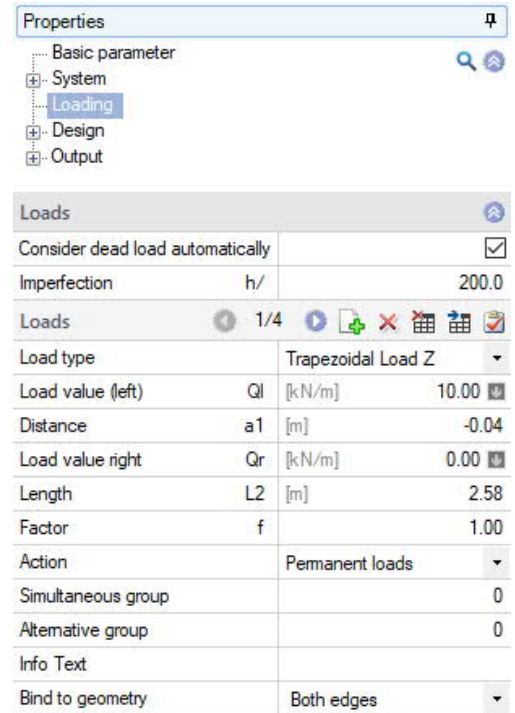 Properties
Basic parameter
System
Loading
Design
Output
Loads
Consider dead load automatically
Imperfection h/ 200.0
Loads 1/4
Load type Trapezoidal Load Z
Load value (left) Ql [kN/m] 10.00
Distance a1 [m] -0.04
Load value right Qr [kN/m] 0.00
Length L2 [m] 2.58
Factor f 1.00
Action Permanent loads
Simultaneous group 0
Alternative group 0
Info Text
Bind to geometry Both edges